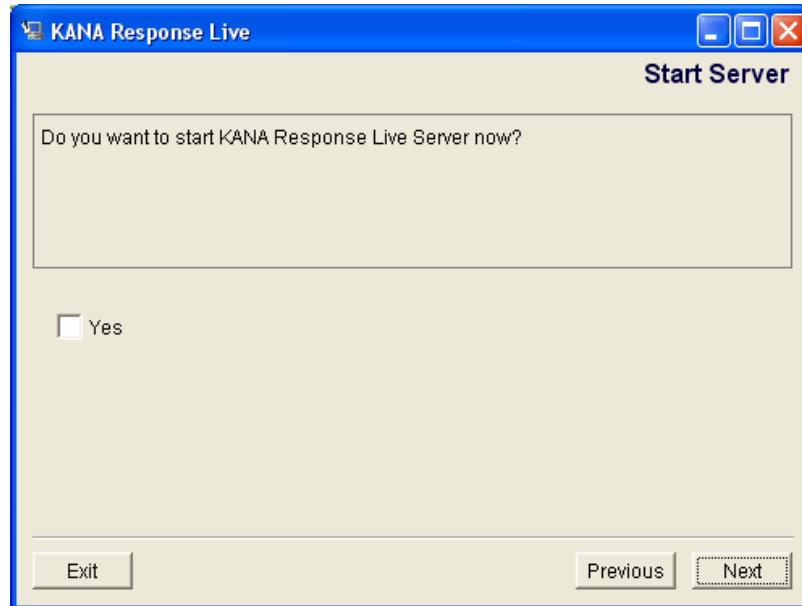 KANA Response Live
Start Server
Do you want to start KANA Response Live Server now?
Yes
Exit
Previous
Next